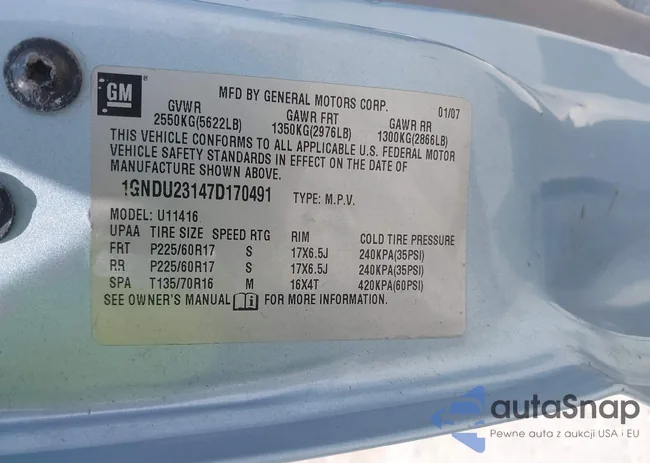 GM
®
MFD BY GENERAL MOTORS CORP. 01/07
GVWR GAWR FRT GAWR RR
2550KG(5622LB) 1350KG(2976LB) 1300KG(2866LB)
THIS VEHICLE CONFORMS TO ALL APPLICABLE U.S. FEDERAL MOTOR
VEHICLE SAFETY STANDARDS IN EFFECT ON THE DATE OF
MANUFACTURE SHOWN ABOVE.
1GNDU23147D170491 TYPE: M.P.V.
MODEL: U11416
UPAA TIRE SIZE SPEED RTG RIM COLD TIRE PRESSURE
FRT P225/60R17 S 17X6.5J 240KPA(35PSI)
RR P225/60R17 S 17X6.5J 240KPA(35PSI)
SPA T135/70R16 M 16X4T 420KPA(60PSI)
SEE OWNER'S MANUAL FOR MORE INFORMATION.
autaSnap
Pewne auta z aukcji USA i EU